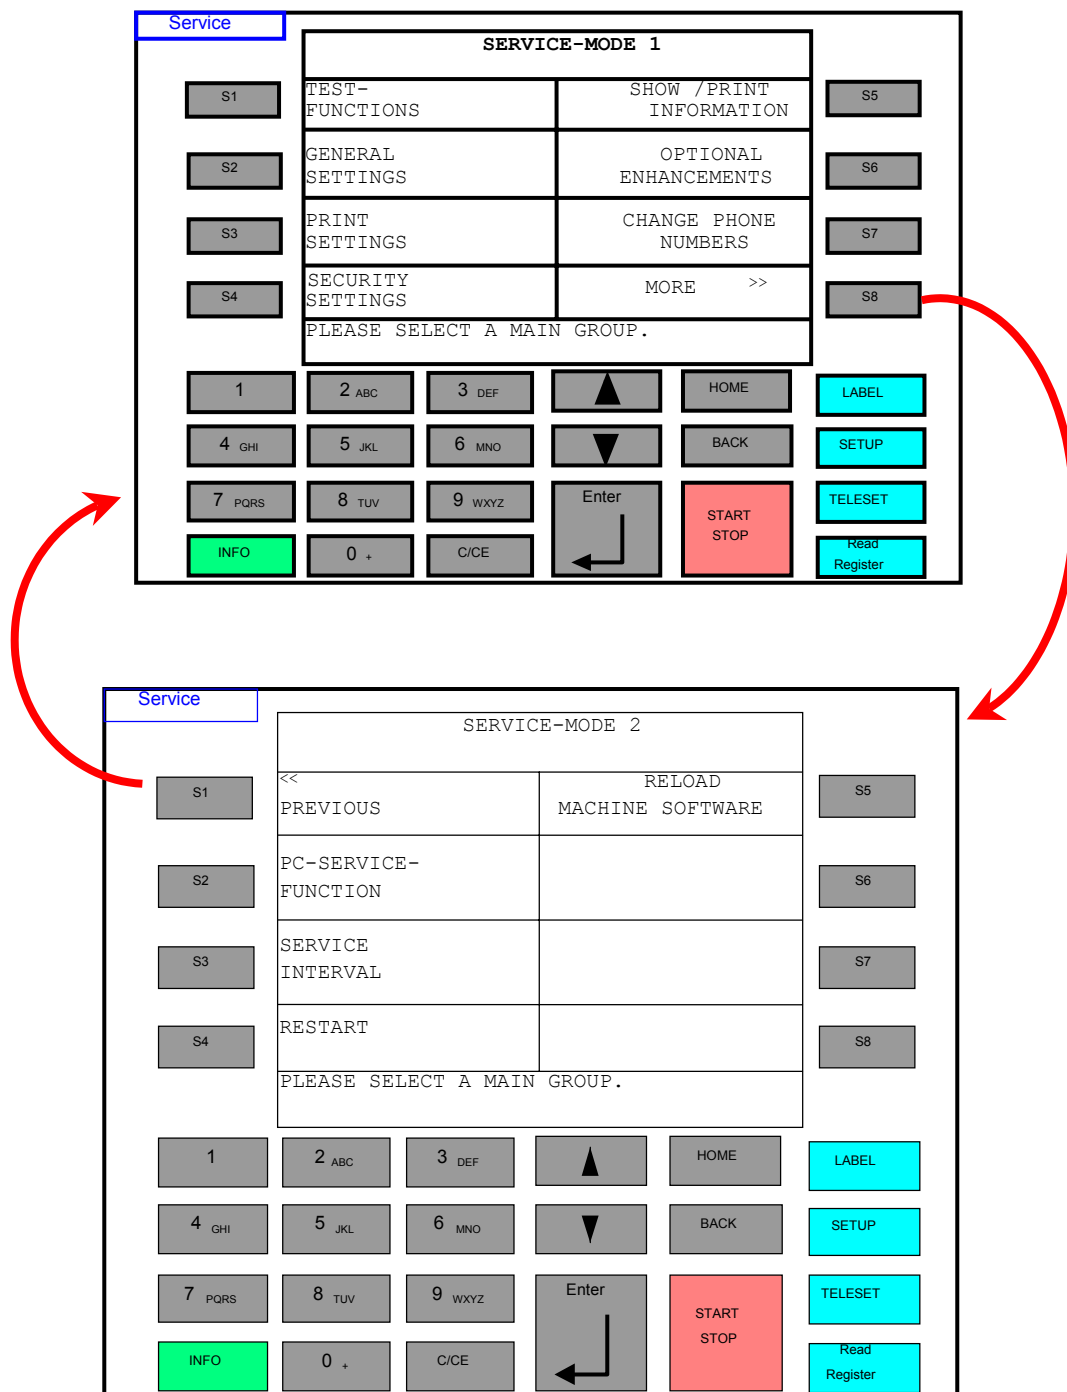 Service
SERVICE-MODE 1
S1
TEST-
FUNCTIONS
SHOW /PRINT
INFORMATION
S5
S2
GENERAL
SETTINGS
OPTIONAL
ENHANCEMENTS
S6
S3
PRINT
SETTINGS
CHANGE PHONE
NUMBERS
S7
S4
SECURITY
SETTINGS
MORE >>
S8
PLEASE SELECT A MAIN GROUP.
1
2 ABC
3 DEF
HOME
LABEL
4 GHI
5 JKL
6 MNO
BACK
SETUP
7 PQRS
8 TUV
9 WXYZ
Enter
START
STOP
TELESET
INFO
0 +
C/CE
Read
Register
Service
SERVICE-MODE 2
S1
<<
PREVIOUS
RELOAD
MACHINE SOFTWARE
S5
S2
PC-SERVICE-
FUNCTION
S6
S3
SERVICE
INTERVAL
S7
S4
RESTART
S8
PLEASE SELECT A MAIN GROUP.
1
2 ABC
3 DEF
HOME
LABEL
4 GHI
5 JKL
6 MNO
BACK
SETUP
7 PQRS
8 TUV
9 WXYZ
Enter
START
STOP
TELESET
INFO
0 +
C/CE
Read
Register